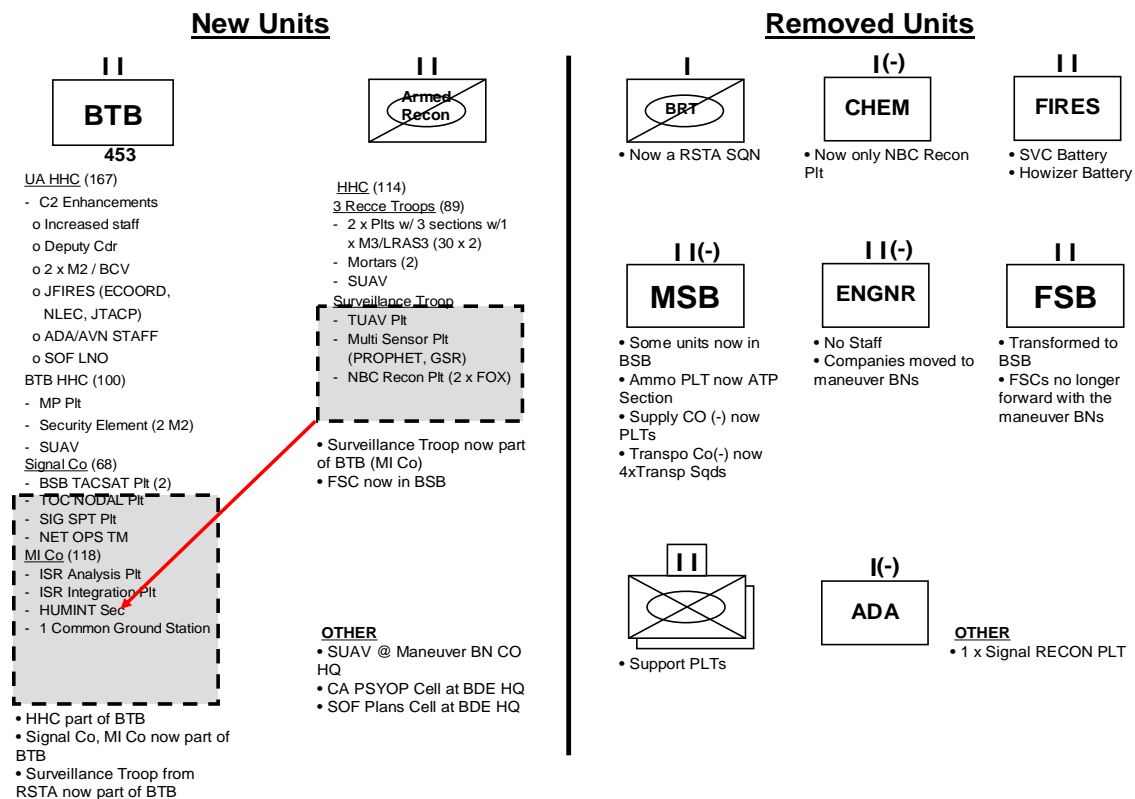 New Units
I I
BTB
453
UA HHC (167)
- C2 Enhancements
o Increased staff
o Deputy Cdr
o 2 x M2 / BCV
o JFIRES (ECOORD,
NLEC, JTACP)
o ADA/AVN STAFF
o SOF LNO
BTB HHC (100)
- MP Plt
- Security Element (2 M2)
- SUAV
Signal Co (68)
- BSB TACSAT Plt (2)
- TOC NODAL Plt
- SIG SPT Plt
- NET OPS TM
MI Co (118)
- ISR Analysis Plt
- ISR Integration Plt
- HUMINT Sec
- 1 Common Ground Station
• HHC part of BTB
• Signal Co, MI Co now part of
BTB
• Surveillance Troop from
RSTA now part of BTB
I I
Armed
Recon
HHC (114)
3 Recce Troops (89)
- 2 x Plts w/ 3 sections w/1
x M3/LRAS3 (30 x 2)
- Mortars (2)
- SUAV
Surveillance Troop
- TUAV Plt
- Multi Sensor Plt
(PROPHET, GSR)
- NBC Recon Plt (2 x FOX)
• Surveillance Troop now part
of BTB (MI Co)
• FSC now in BSB
OTHER
• SUAV @ Maneuver BN CO
HQ
• CA PSYOP Cell at BDE HQ
• SOF Plans Cell at BDE HQ
Removed Units
I
BRT
• Now a RSTA SQN
I(-)
CHEM
• Now only NBC Recon
Plt
I I
FIRES
• SVC Battery
• Howizer Battery
I I(-)
MSB
• Some units now in
BSB
• Ammo PLT now ATP
Section
• Supply CO (-) now
PLTs
• Transpo Co(-) now
4xTransp Sqds
I I(-)
ENGNR
• No Staff
• Companies moved to
maneuver BNs
I I
FSB
• Transformed to
BSB
• FSCs no longer
forward with the
maneuver BNs
I I
• Support PLTs
I(-)
ADA
OTHER
• 1 x Signal RECON PLT